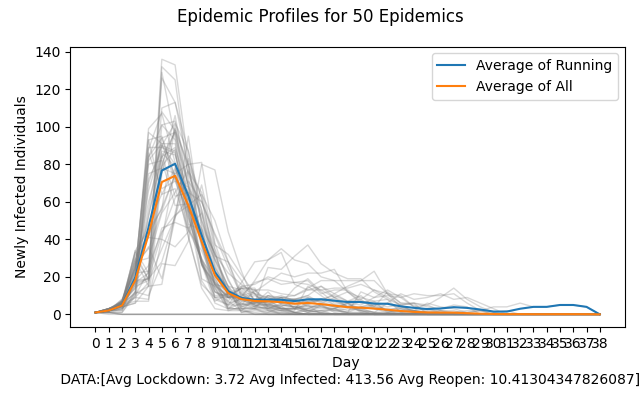 Epidemic Profiles for 50 Epidemics
140
120
100
80
60
40
20
0
Newly Infected Individuals
Average of Running
Average of All
0 1 2 3 4 5 6 7 8 9 10 11 12 13 14 15 16 17 18 19 20 21 22 23 24 25 26 27 28 29 30 31 32 33 34 35 36 37 38
Day
DATA:[Avg Lockdown: 3.72 Avg Infected: 413.56 Avg Reopen: 10.41304347826087]